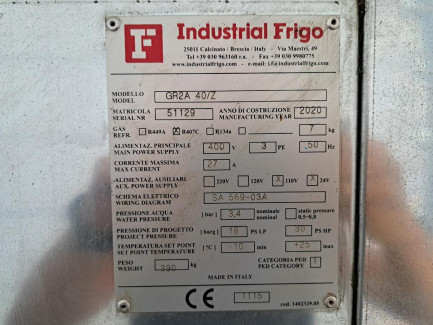 Industrial Frigo
25011 Calcinato / Brescia / Italy - Via Maestri, 49
Tel +39 030 963160 r.a. - Fax +39 030 9980775
www.industrialfrigo.com - e-mail: i.f@industrialfrigo.com
MODELLO MODEL GR2A 40/Z
MATRICOLA SERIAL NR 51129 ANNO DI COSTRUZIONE MANUFACTURING YEAR 2020
GAS REFR. R449A X R407C R134a 7 kg
ALIMENTAZ. PRINCIPALE MAIN POWER SUPPLY 400 V 3 PE 50 Hz
CORRENTE MASSIMA MAX CURRENT 27 A
ALIMENTAZ. AUSILIARI AUX. POWER SUPPLY 220V 120V X 110V X 24V
SCHEMA ELETTRICO WIRING DIAGRAM SA 569-03A
PRESSIONE ACQUA WATER PRESSURE [bar] 3,4 nominale nominal static pressure 0,5-0,8
PRESSIONE DI PROGETTO PROJECT PRESSURE [barg] 18 PS LP 30 PS HP
TEMPERATURA SET POINT SET POINT TEMPERATURE [°C] -10 min +25 max
PESO WEIGHT 390 kg CATEGORIA PED PED CATEGORY
MADE IN ITALY
CE 1115 cod. 1402329.05